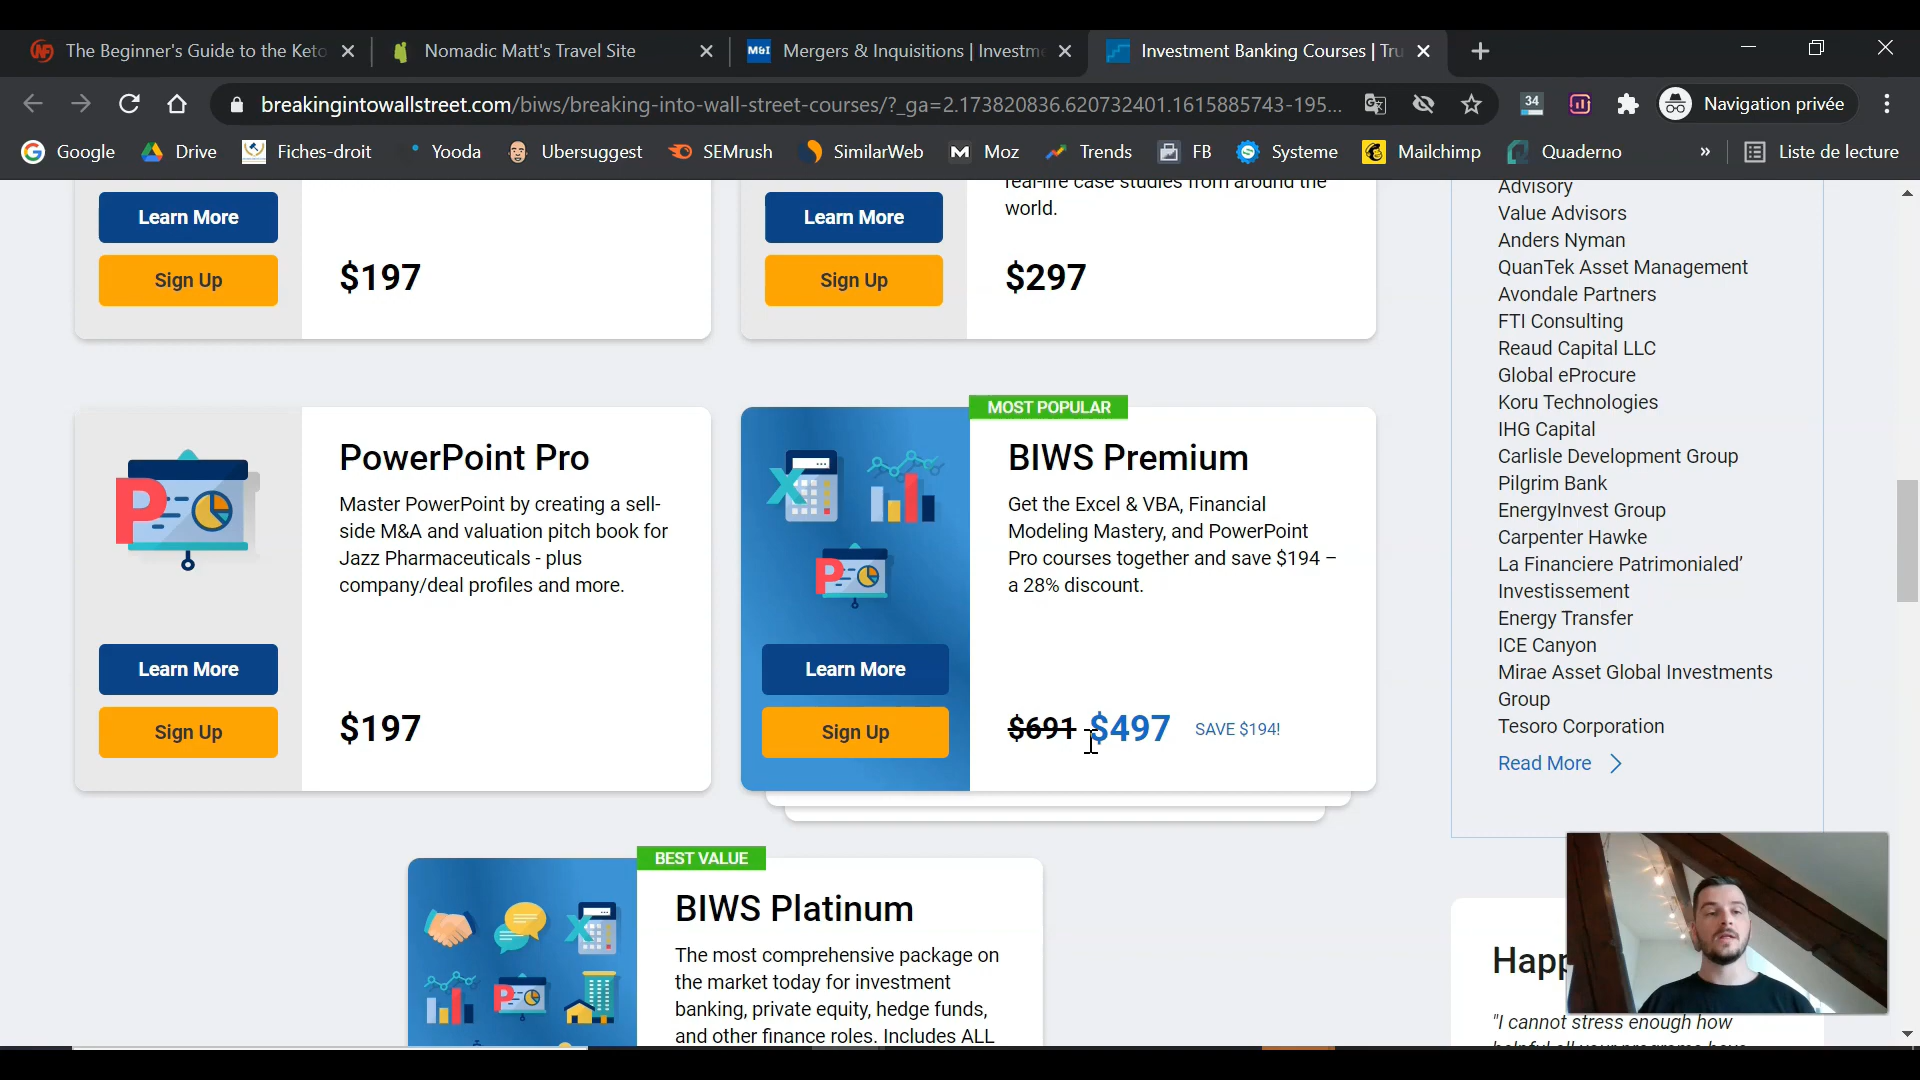 The Beginner's Guide to the Keto
Nomadic Matt's Travel Site
M&I
Mergers & Inquisitions | Investme
Investment Banking Courses | Tru
breakingintowallstreet.com/biws/breaking-into-wall-street-courses/?_ga=2.173820836.620732401.1615885743-195...
34
Navigation privée
Google
Drive
Fiches-droit
Yooda
Ubersuggest
SEMrush
SimilarWeb
Moz
Trends
FB
Systeme
Mailchimp
Quaderno
»
Liste de lecture
Learn More
Sign Up
$197
real-life case studies from around the
world.
Learn More
Sign Up
$297
PowerPoint Pro
Master PowerPoint by creating a sell-
side M&A and valuation pitch book for
Jazz Pharmaceuticals - plus
company/deal profiles and more.
Learn More
Sign Up
$197
MOST POPULAR
BIWS Premium
Get the Excel & VBA, Financial
Modeling Mastery, and PowerPoint
Pro courses together and save $194 –
a 28% discount.
Learn More
Sign Up
$691 $497 SAVE $194!
BEST VALUE
BIWS Platinum
The most comprehensive package on
the market today for investment
banking, private equity, hedge funds,
and other finance roles. Includes ALL
Advisory
Value Advisors
Anders Nyman
QuanTek Asset Management
Avondale Partners
FTI Consulting
Reaud Capital LLC
Global eProcure
Koru Technologies
IHG Capital
Carlisle Development Group
Pilgrim Bank
EnergyInvest Group
Carpenter Hawke
La Financiere Patrimonialed’
Investissement
Energy Transfer
ICE Canyon
Mirae Asset Global Investments
Group
Tesoro Corporation
Read More
Happ
"I cannot stress enough how